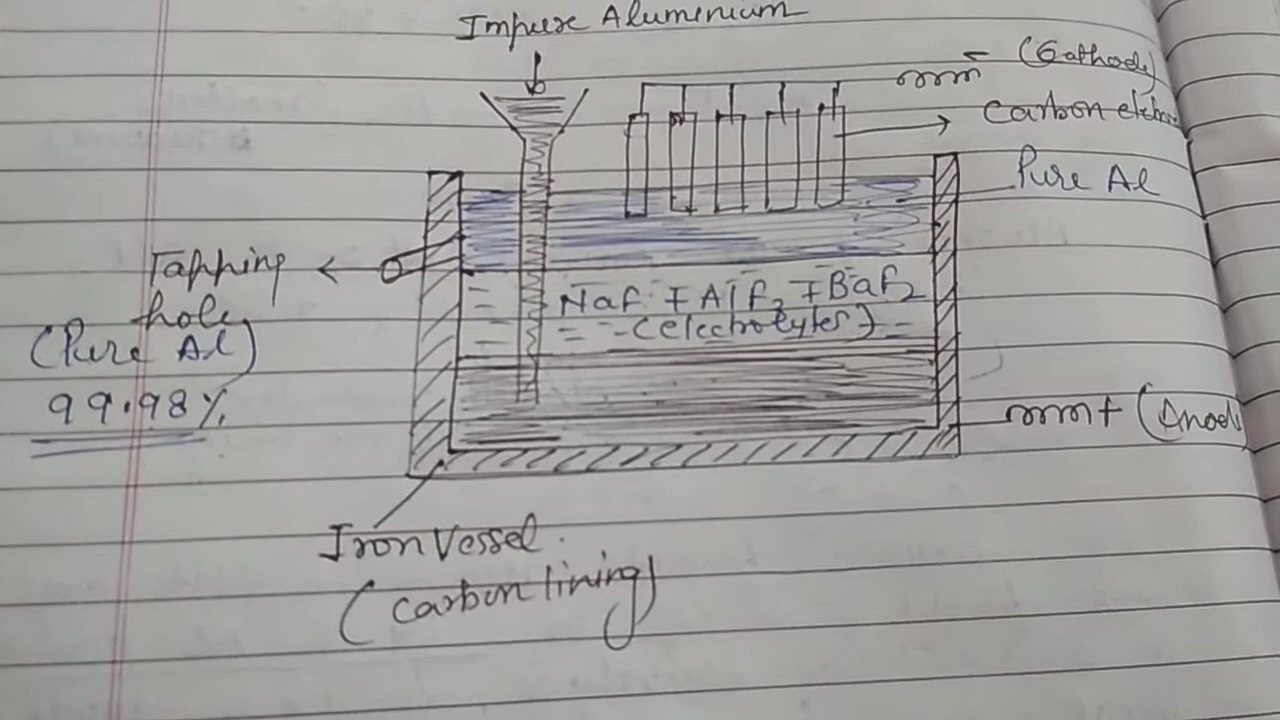 Impure Aluminium
(Cathode)
Carbon
Pure Al
Tapping
hole
(Pure Al)
99.98%
NaF + AlF3 + BaF2
(electrolytes)
+ (Anode
Iron Vessel.
(carbon lining)